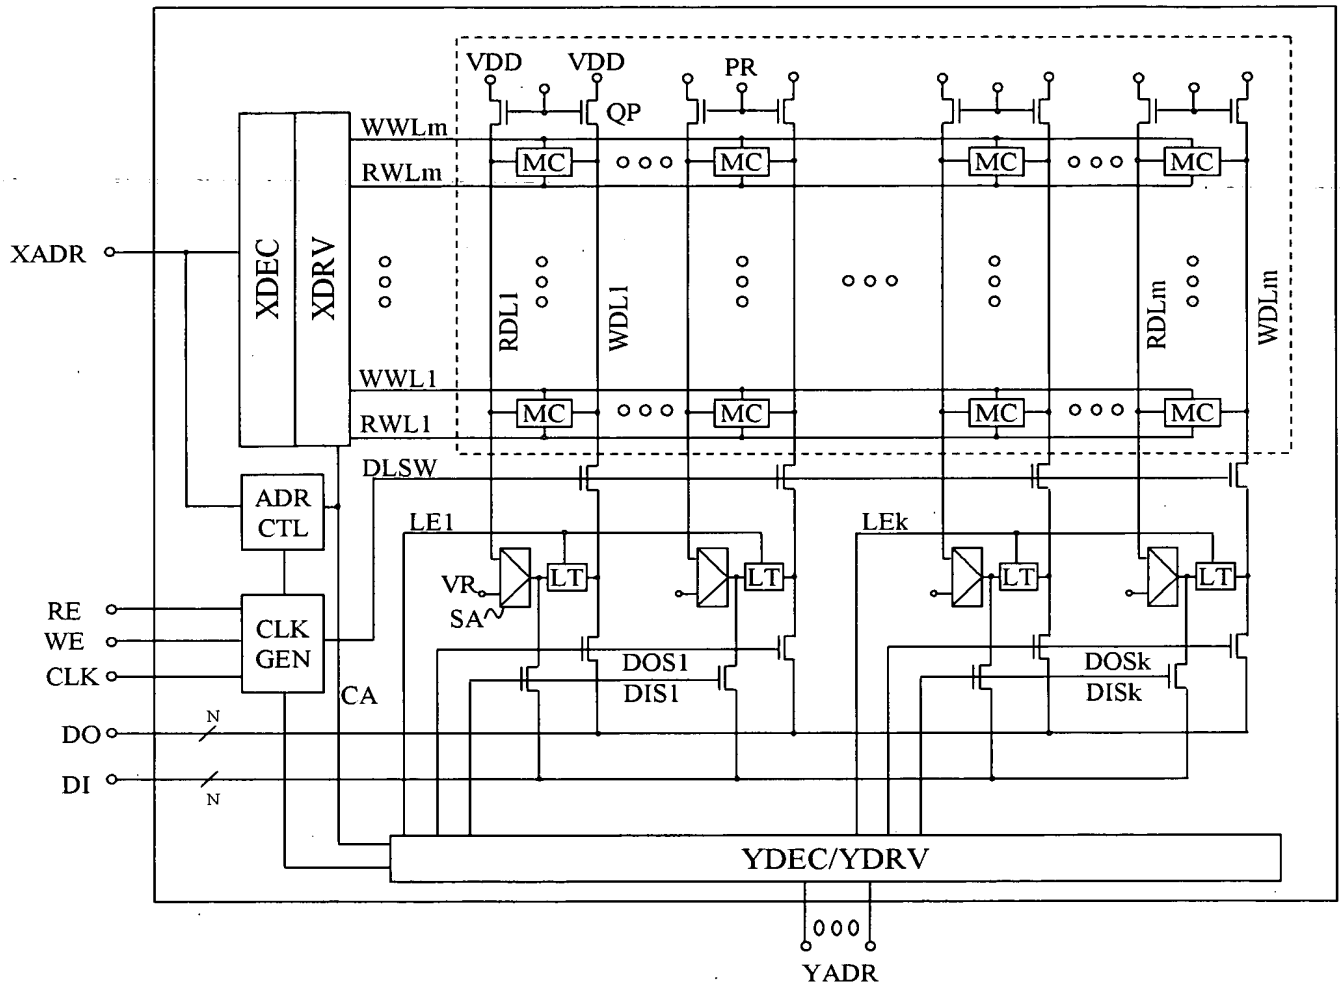 VDD VDD PR
QP
WWLm
MC MC MC MC
RWLm
XADR
XDEC
XDRV
RDL1
WDL1
RDLm
WDLm
WWL1
MC MC MC MC
RWL1
DLSW
ADR
CTL
LE1 LEk
LT LT LT LT
VR
SA
RE
WE
CLK
CLK
GEN
DOS1 DOSk
DIS1 DISk
CA
DO N
DI N
YDEC/YDRV
YADR